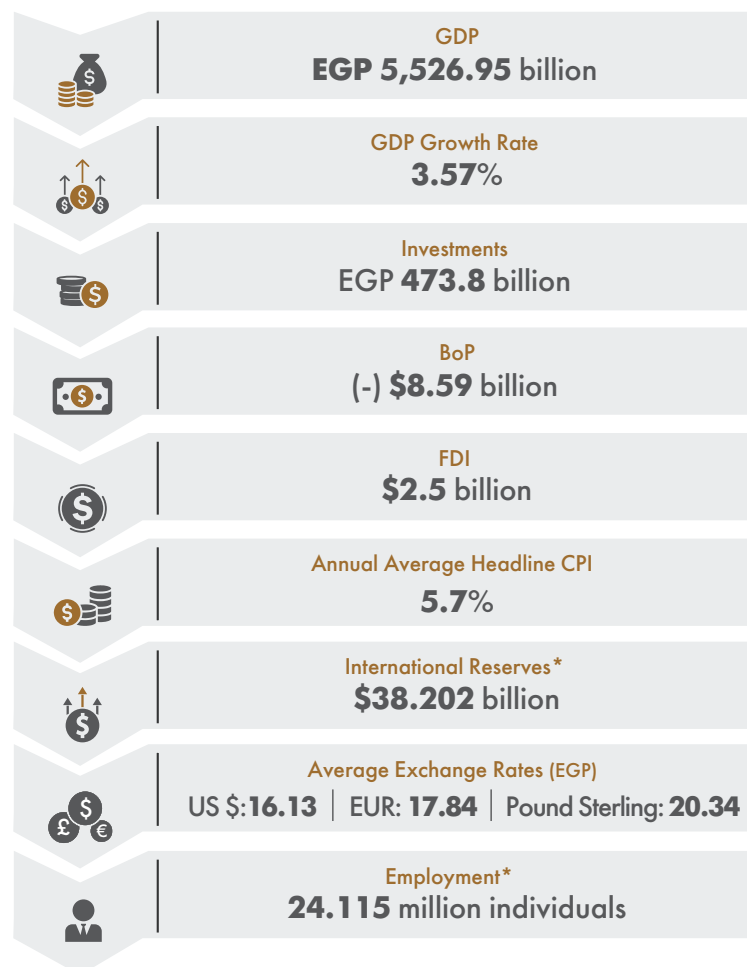 GDP
EGP 5,526.95 billion
GDP Growth Rate
3.57%
Investments
EGP 473.8 billion
BoP
(-) $8.59 billion
FDI
$2.5 billion
Annual Average Headline CPI
5.7%
International Reserves*
$38.202 billion
Average Exchange Rates (EGP)
US $:16.13 | EUR: 17.84 | Pound Sterling: 20.34
Employment*
24.115 million individuals